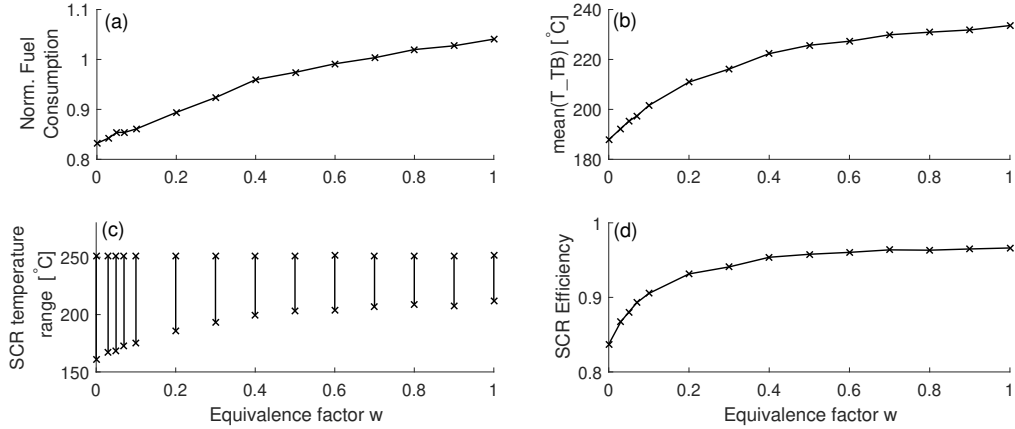 (a)
1.1
1
0.9
0.8
Norm. Fuel
Consumption
0 0.2 0.4 0.6 0.8 1
(b)
240
220
200
180
mean(T_TB) [°C]
0 0.2 0.4 0.6 0.8 1
(c)
250
200
150
SCR temperature
range [°C]
0 0.2 0.4 0.6 0.8 1
Equivalence factor w
(d)
1
0.9
0.8
SCR Efficiency
0 0.2 0.4 0.6 0.8 1
Equivalence factor w